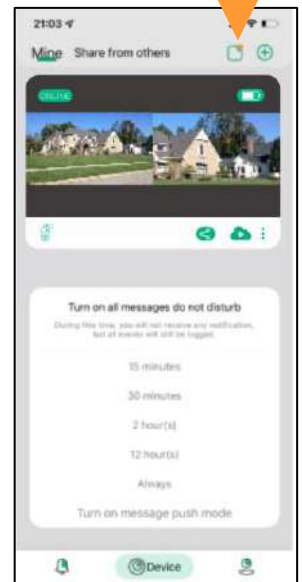 21:03
Mine Share from others
ONLINE
Turn on all messages do not disturb
During this time, you will not receive any notification,
but all events will still be logged.
15 minutes
30 minutes
2 hour(s)
12 hour(s)
Always
Turn on message push mode
Device